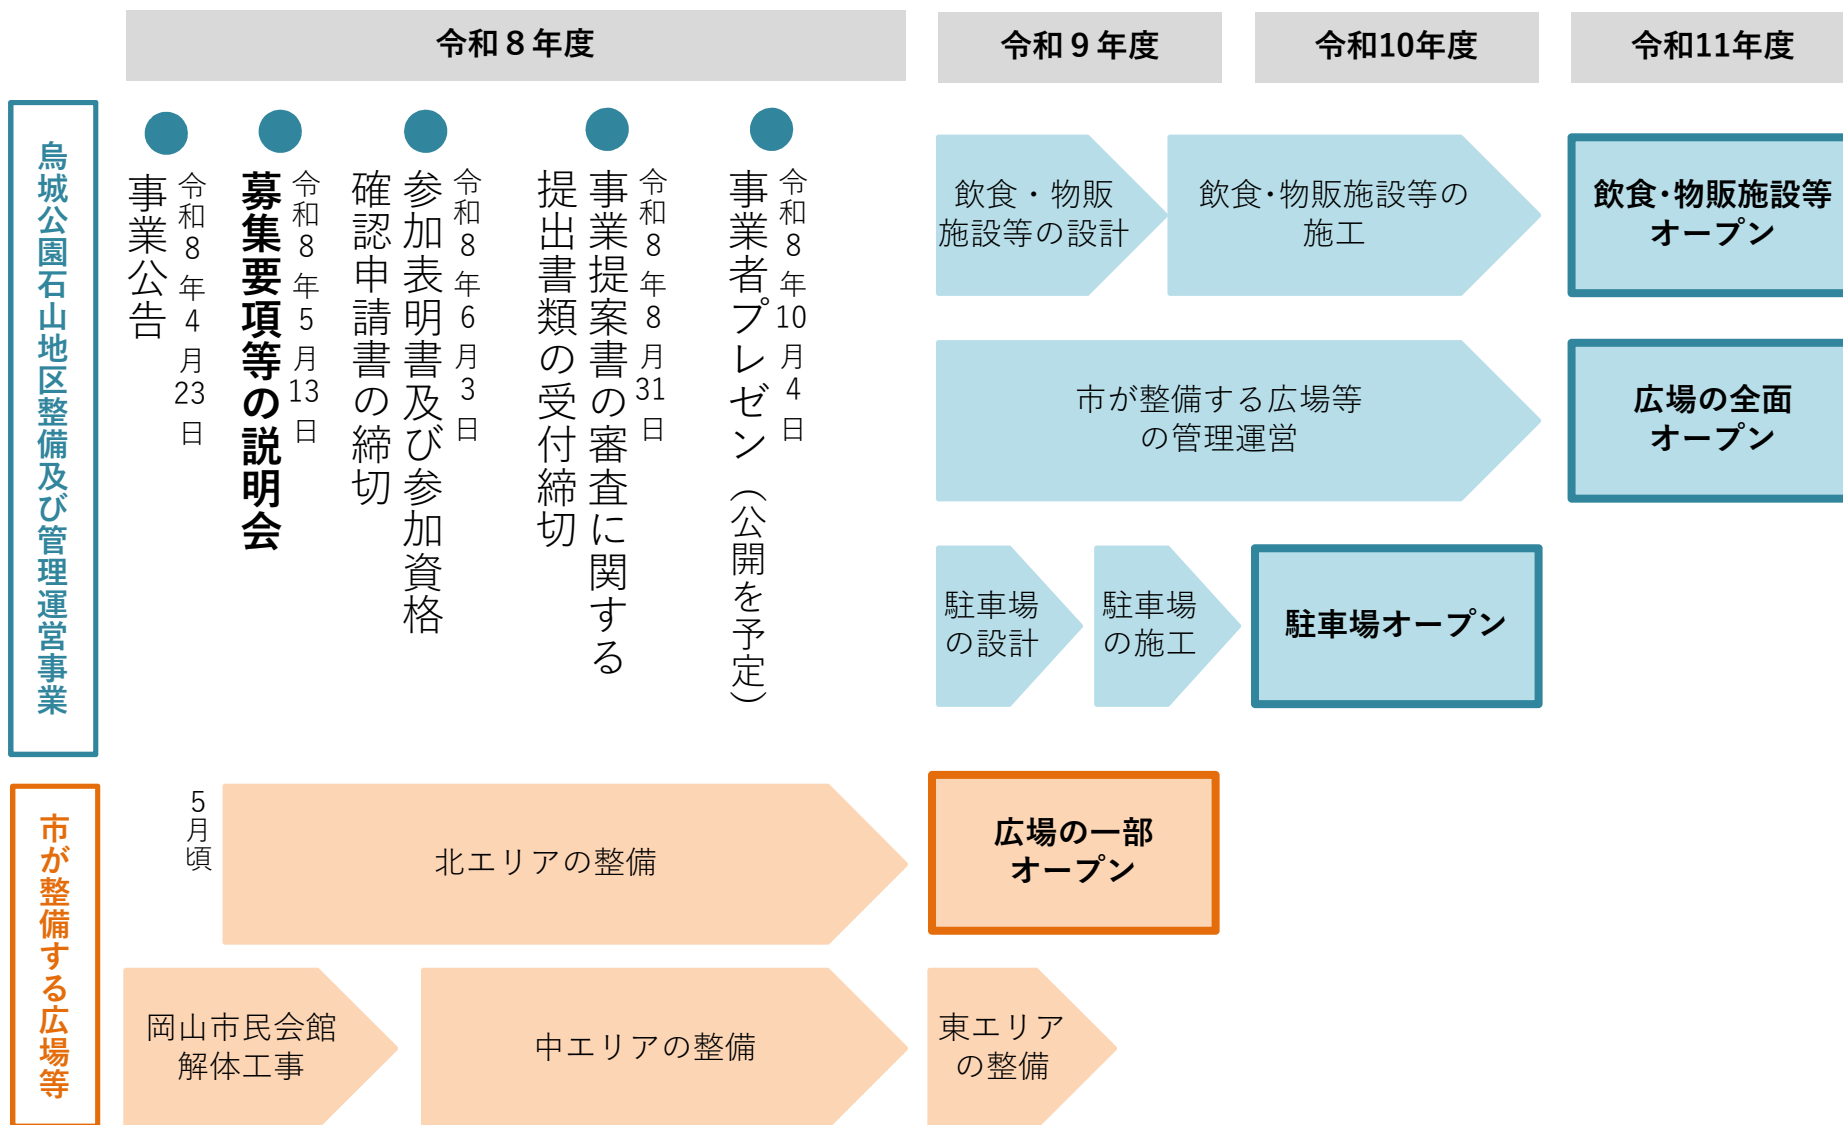 令和８年度
令和９年度
令和10年度
令和11年度
烏城公園石山地区整備及び管理運営事業
令和８年４月23日
事業公告
令和８年５月13日
募集要項等の説明会
令和８年６月３日
参加表明書及び参加資格
確認申請書の締切
令和８年８月31日
事業提案書の審査に関する
提出書類の受付締切
令和８年10月４日
事業者プレゼン（公開を予定）
飲食・物販
施設等の設計
飲食・物販施設等の
施工
飲食・物販施設等
オープン
市が整備する広場等
の管理運営
広場の全面
オープン
駐車場
の設計
駐車場
の施工
駐車場オープン
市が整備する広場等
５月頃
北エリアの整備
広場の一部
オープン
岡山市民会館
解体工事
中エリアの整備
東エリア
の整備